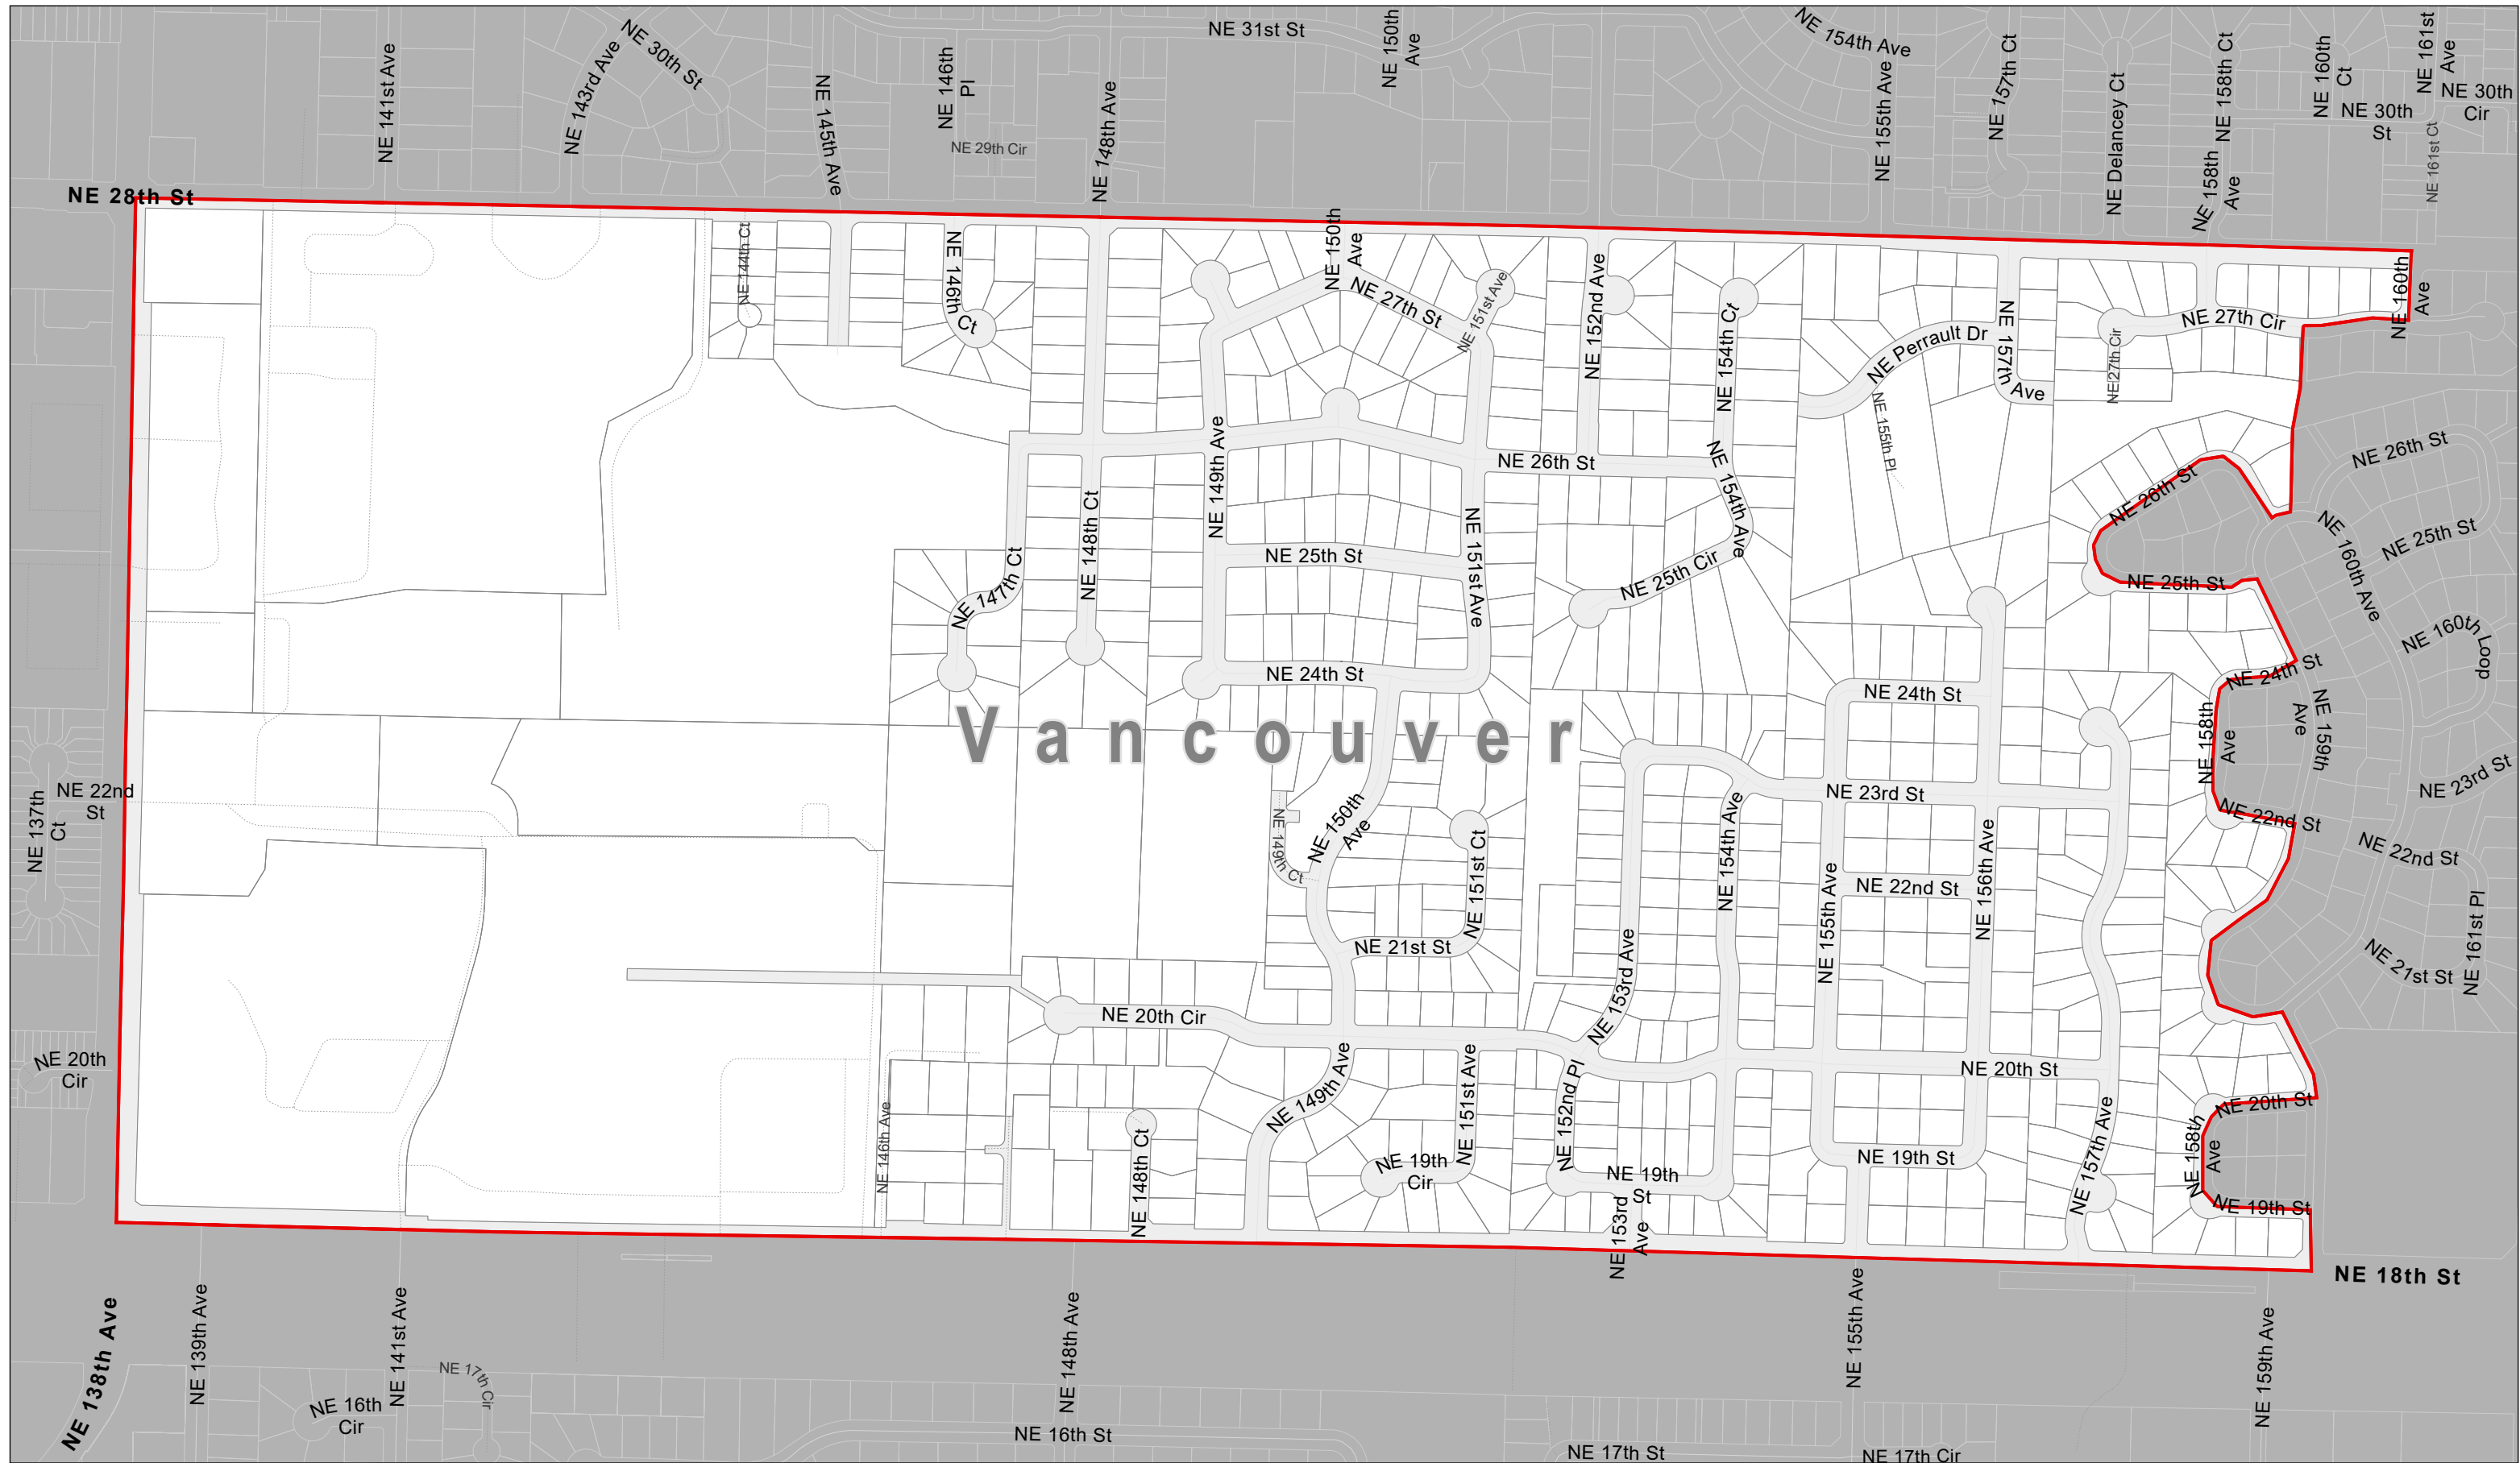 NE 31st St
NE 150th
Ave
NE 154th Ave
NE 155th Ave
NE 157th Ct
NE Delancey Ct
NE 158th Ct
NE 158th
Ave
NE 160th
Ct
NE 161st
Ave
NE 30th
Cir
NE 30th
St
NE 161st Ct
NE 30th St
NE 143rd Ave
NE 141st Ave
NE 145th Ave
NE 146th
Pl
NE 29th Cir
NE 148th Ave
NE 28th St
NE 144th Ct
NE 146th Ct
NE 150th
Ave
NE 27th St
NE 151st Ave
NE 152nd Ave
NE 154th Ct
NE Perrault Dr
NE 157th Ave
NE 27th Cir
NE 27th Cir
NE 160th
Ave
NE 155th Pl
NE 149th Ave
NE 26th St
NE 154th Ave
NE 26th St
NE 26th St
NE 25th St
NE 160th Ave
NE 148th Ct
NE 147th Ct
NE 25th St
NE 151st Ave
NE 25th Cir
NE 25th St
NE 160th Loop
NE 24th St
NE 24th St
NE 24th St
NE 158th
Ave
NE 159th
Ave
Vancouver
NE 23rd St
NE 23rd St
NE 22nd
St
NE 137th
Ct
NE 149th Ct
NE 150th
Ave
NE 151st Ct
NE 154th Ave
NE 155th Ave
NE 22nd St
NE 156th Ave
NE 22nd St
NE 22nd St
NE 161st Pl
NE 21st St
NE 21st St
NE 153rd Ave
NE 20th Cir
NE 20th
Cir
NE 149th Ave
NE 151st Ave
NE 152nd Pl
NE 20th St
NE 20th St
NE 146th Ave
NE 148th Ct
NE 19th
Cir
NE 19th
St
NE 153rd
Ave
NE 19th St
NE 157th Ave
NE 158th
Ave
NE 19th St
NE 18th St
NE 138th Ave
NE 139th Ave
NE 141st Ave
NE 148th Ave
NE 155th Ave
NE 159th Ave
NE 17th Cir
NE 16th
Cir
NE 16th St
NE 17th St
NE 17th Cir